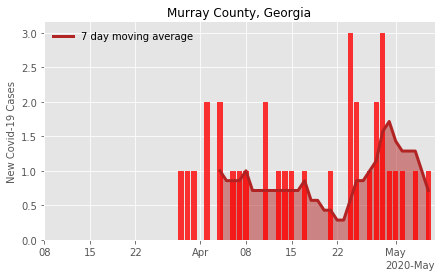 Murray County, Georgia
7 day moving average
New Covid-19 Cases
3.0
2.5
2.0
1.5
1.0
0.5
0.0
08 15 22 Apr 08 15 22 May
2020-May